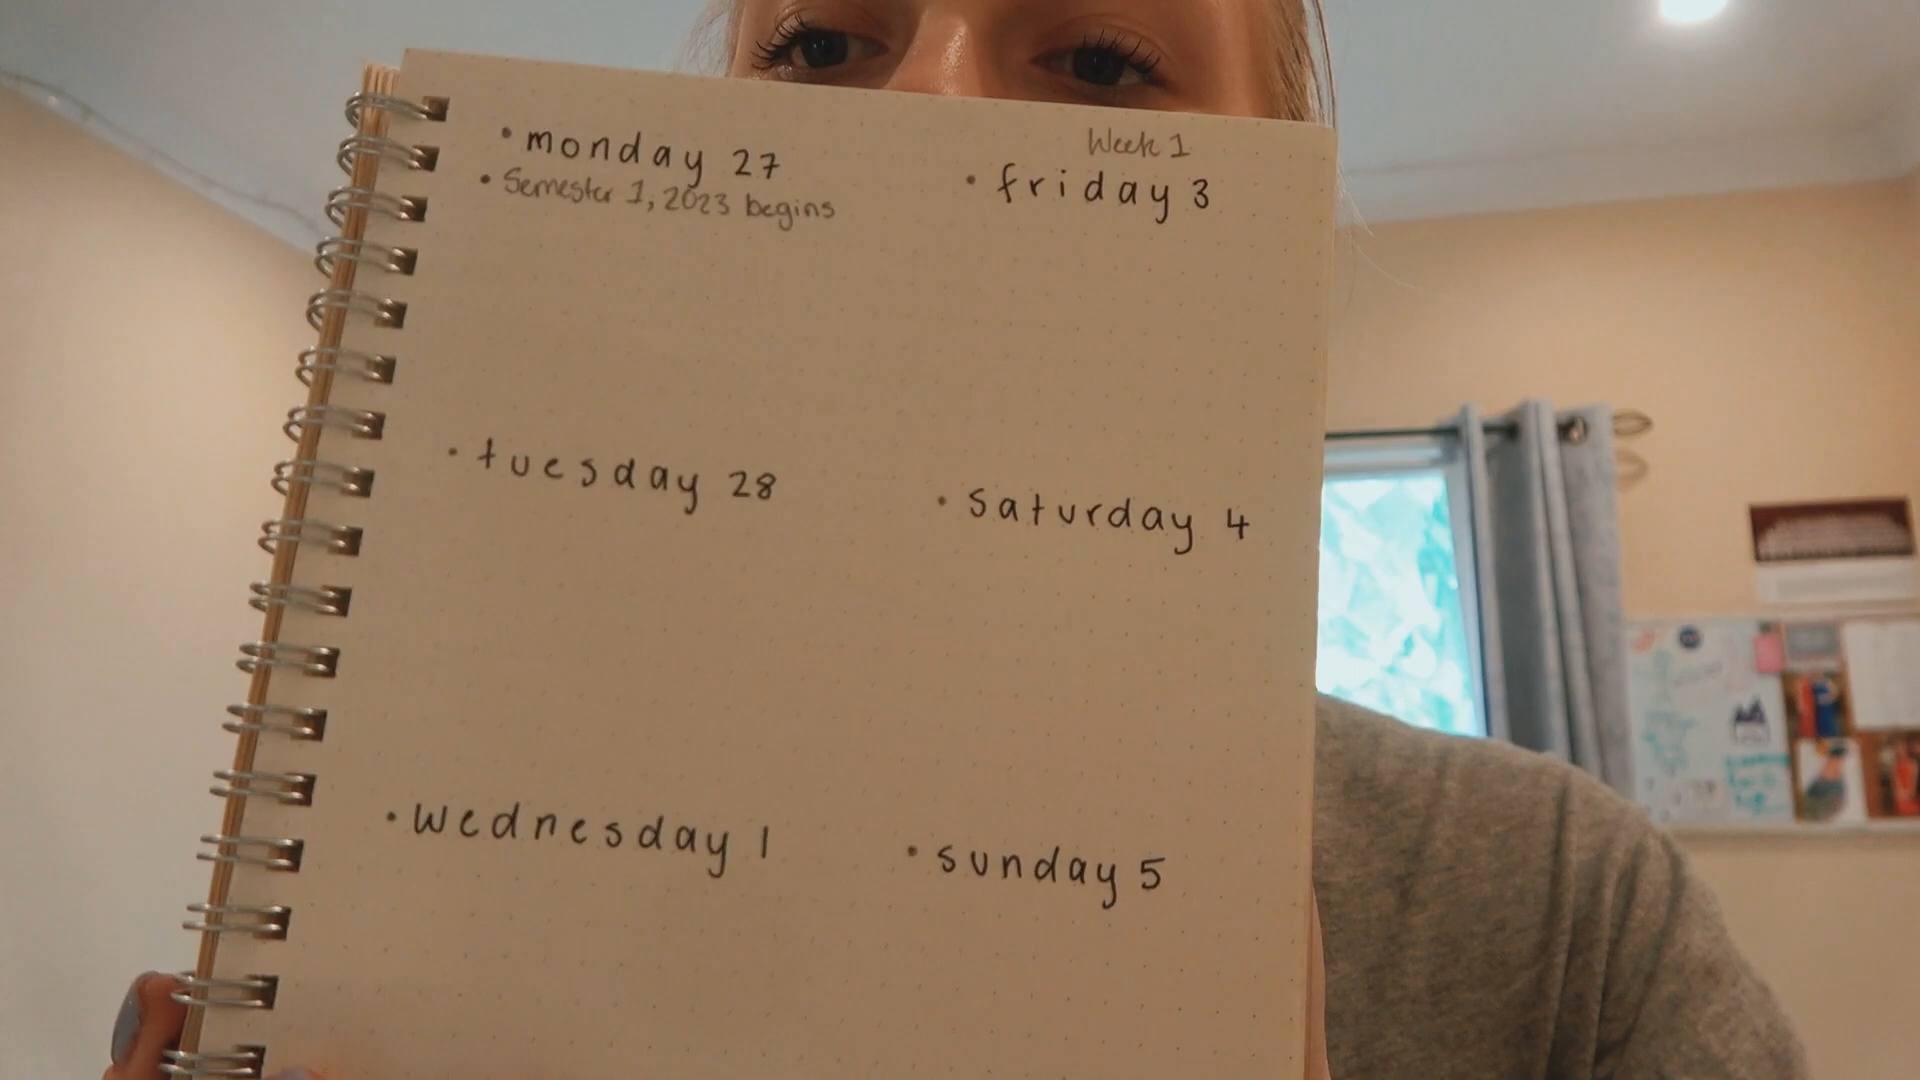 • monday 27
• Semester 1, 2023 begins
• tuesday 28
• wednesday 1
Week 1
• friday 3
• saturday 4
• sunday 5